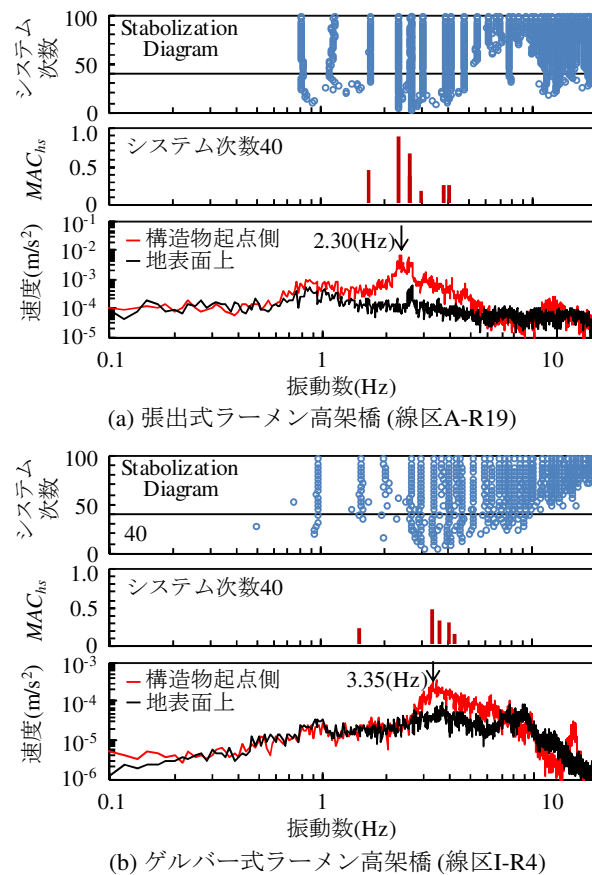 システム
次数
100
50
0
Stabolization
Diagram
MAChs
1.0
0.5
0
システム次数40
速度(m/s2)
10-1
10-2
10-3
10-4
10-5
構造物起点側
地表面上
2.30(Hz)
0.1
1
10
振動数(Hz)
(a) 張出式ラーメン高架橋 (線区A-R19)
システム
次数
100
50
0
Stabolization
Diagram
40
MAChs
1.0
0.5
0
システム次数40
速度(m/s2)
10-3
10-4
10-5
10-6
構造物起点側
地表面上
3.35(Hz)
0.1
1
10
振動数(Hz)
(b) ゲルバー式ラーメン高架橋 (線区I-R4)